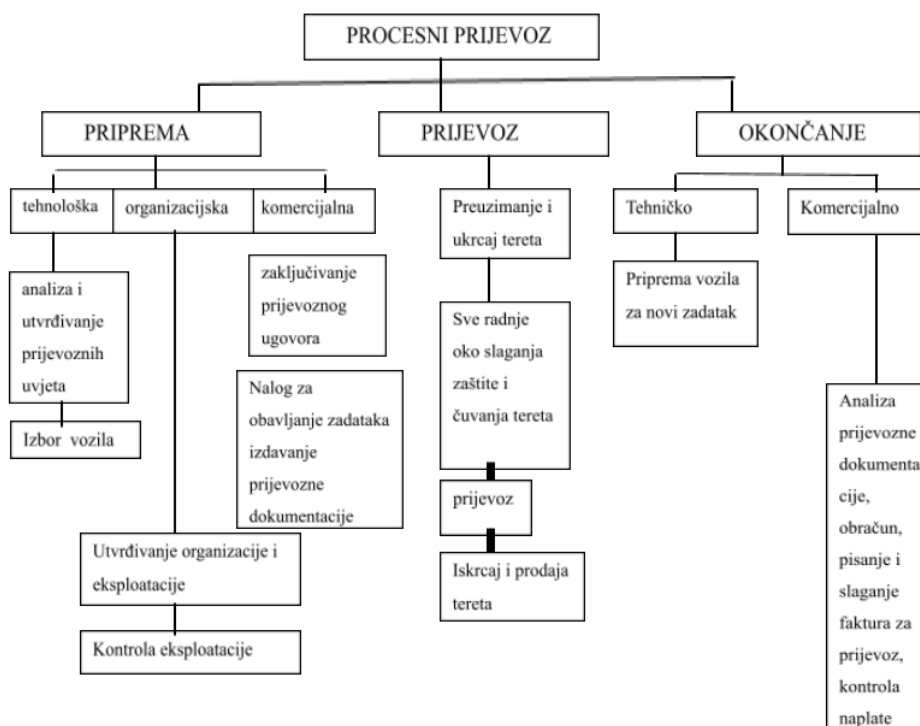 PROCESNI PRIJEVOZ
PRIPREMA
PRIJEVOZ
OKONČANJE
tehnološka
organizacijska
komercijalna
Preuzimanje i
ukrcaj tereta
Tehničko
Komercijalno
analiza i
utvrđivanje
prijevoznih
uvjeta
zaključivanje
prijevoznog
ugovora
Sve radnje
oko slaganja
zaštite i
čuvanja tereta
Priprema vozila
za novi zadatak
Izbor vozila
Nalog za
obavljanje zadataka
izdavanje
prijevozne
dokumentacije
prijevoz
Analiza
prijevozne
dokumenta
cije,
obračun,
pisanje i
slaganje
faktura za
prijevoz,
kontrola
naplate
Utvrđivanje organizacije i
eksploatacije
Iskrcaj i prodaja
tereta
Kontrola eksploatacije